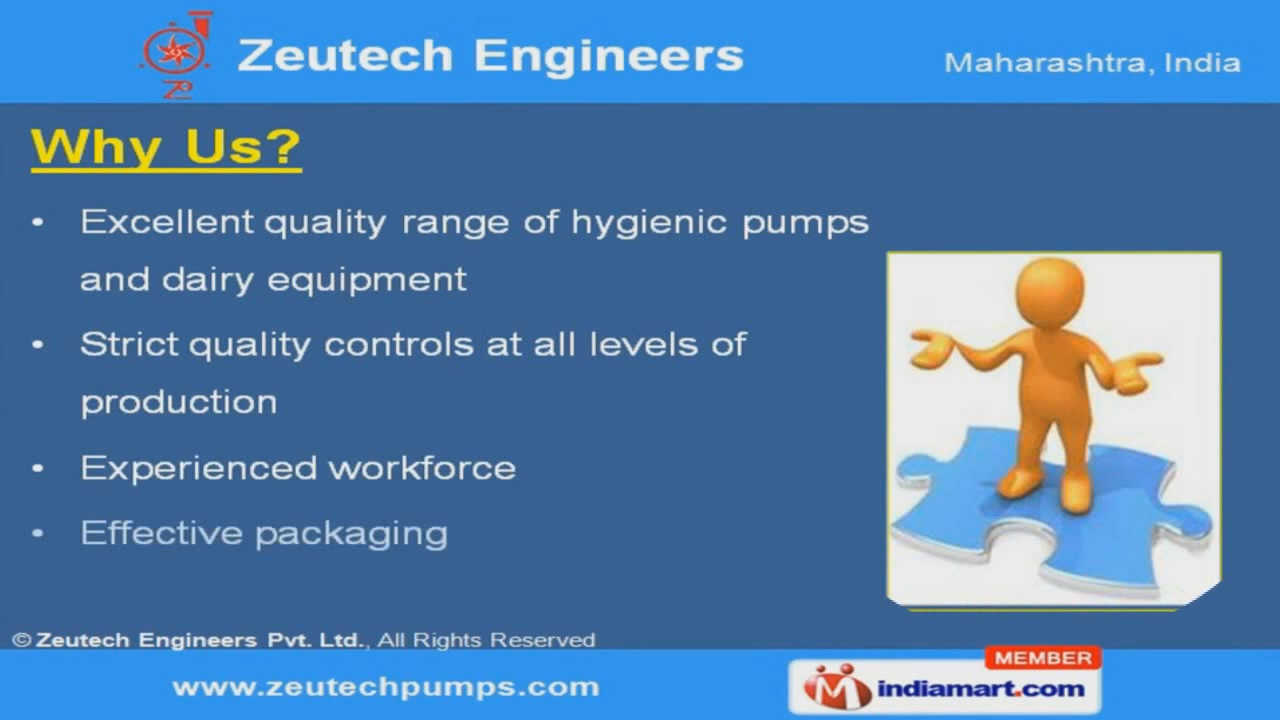 Zeutech Engineers
Maharashtra, India
Why Us?
• Excellent quality range of hygienic pumps
and dairy equipment
• Strict quality controls at all levels of
production
• Experienced workforce
• Effective packaging
© Zeutech Engineers Pvt. Ltd., All Rights Reserved
www.zeutechpumps.com
MEMBER
indiamart.com